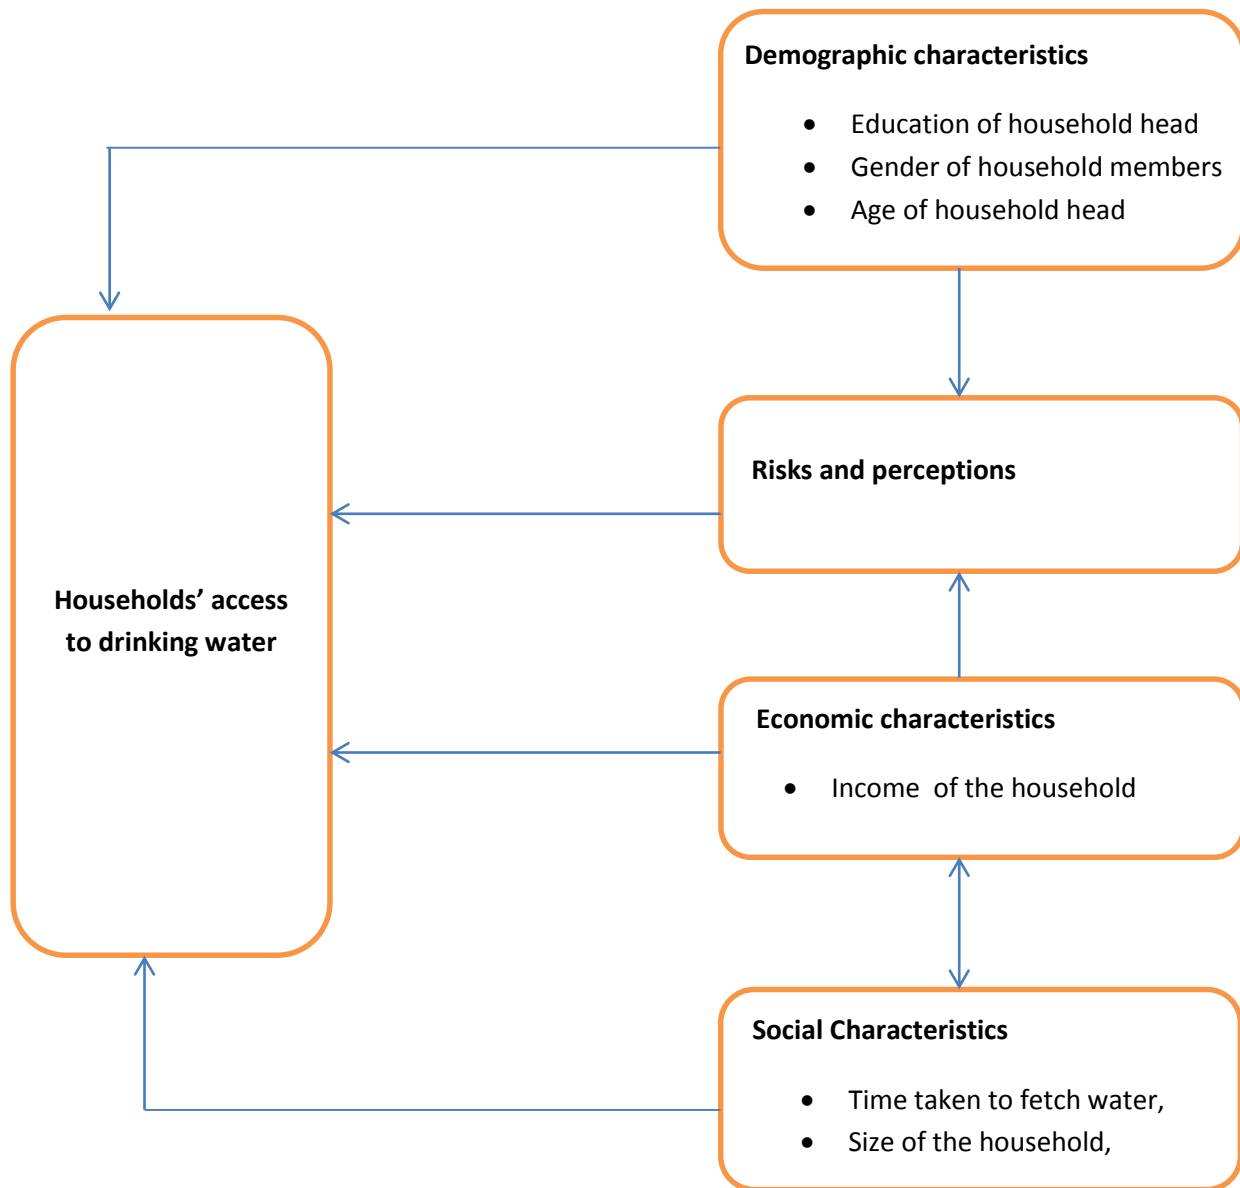 Demographic characteristics
• Education of household head
• Gender of household members
• Age of household head
Risks and perceptions
Households’ access
to drinking water
Economic characteristics
• Income  of the household
Social Characteristics
• Time taken to fetch water,
• Size of the household,